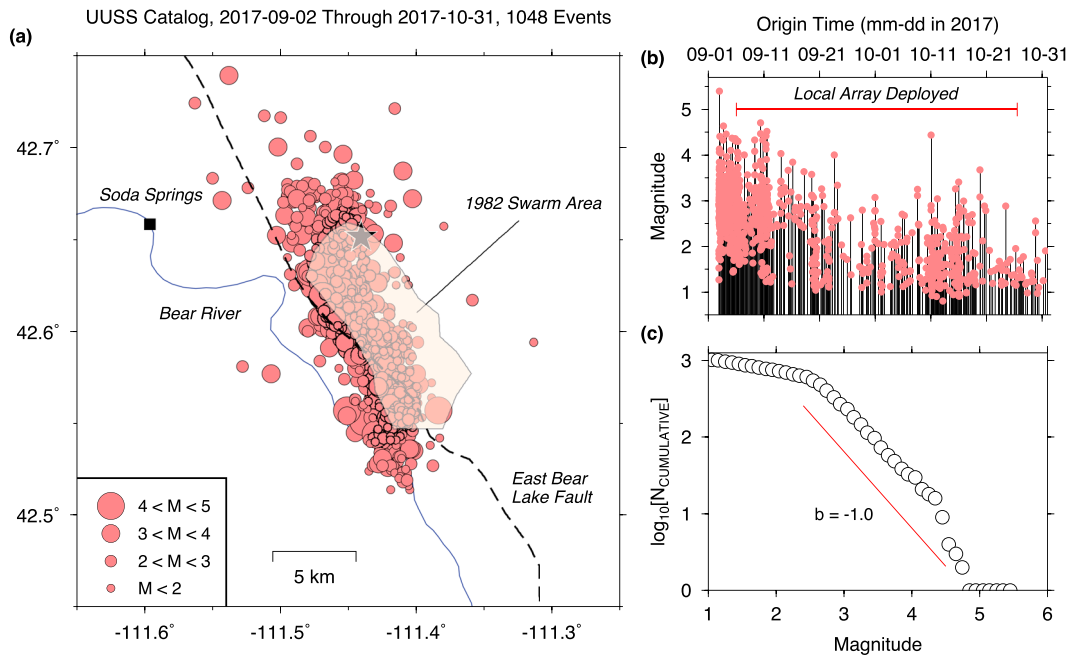 UUSS Catalog, 2017-09-02 Through 2017-10-31, 1048 Events
(a)
42.7°
42.6°
42.5°
-111.6°
-111.5°
-111.4°
-111.3°
Soda Springs
1982 Swarm Area
Bear River
East Bear
Lake Fault
4 < M < 5
3 < M < 4
2 < M < 3
M < 2
5 km
Origin Time (mm-dd in 2017)
(b)
09-01
09-11
09-21
10-01
10-11
10-21
10-31
Local Array Deployed
Magnitude
5
4
3
2
1
(c)
log10[NCUMULATIVE]
3
2
1
0
b = -1.0
1
2
3
4
5
6
Magnitude